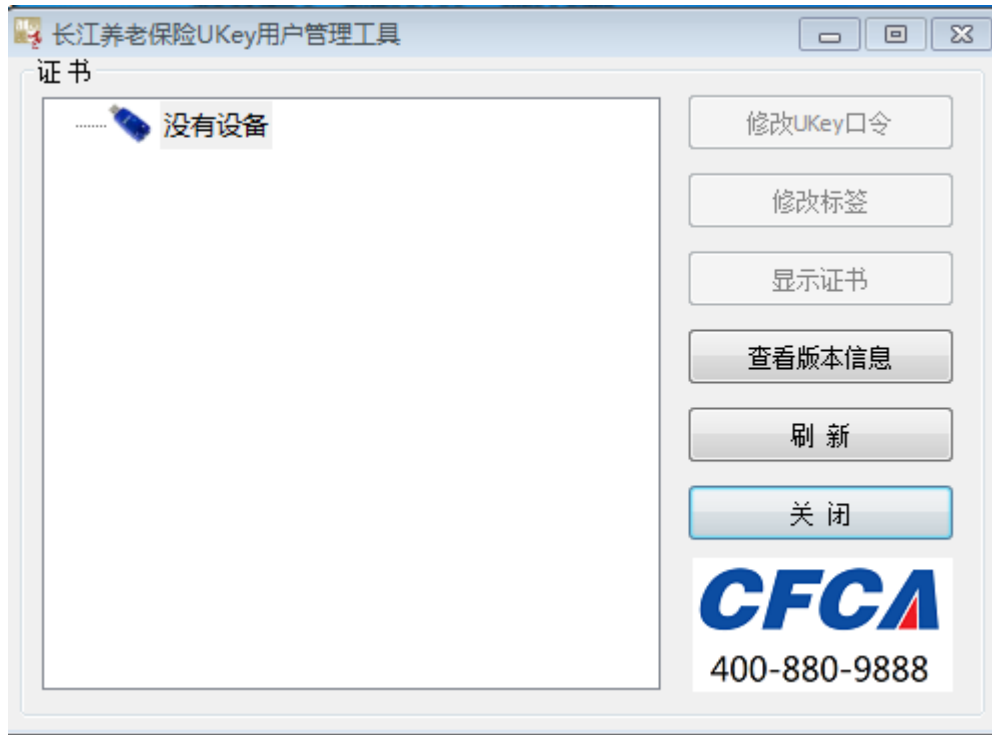 长江养老保险UKey用户管理工具
证 书
没有设备
修改UKey口令
修改标签
显示证书
查看版本信息
刷 新
关 闭
CFCA
400-880-9888